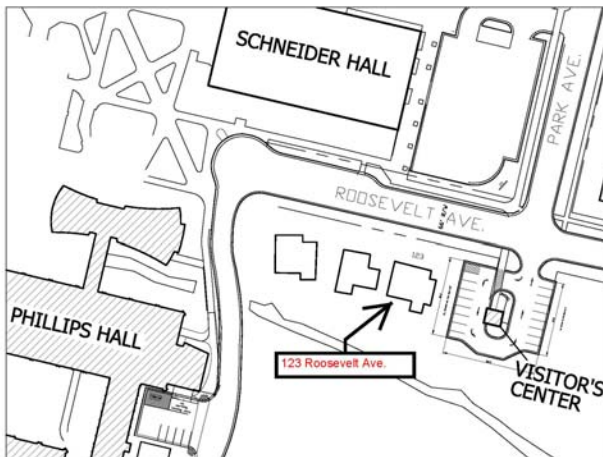 SCHNEIDER HALL
PARK AVE.
ROOSEVELT AVE.
123
PHILLIPS HALL
123 Roosevelt Ave.
VISITOR'S
CENTER